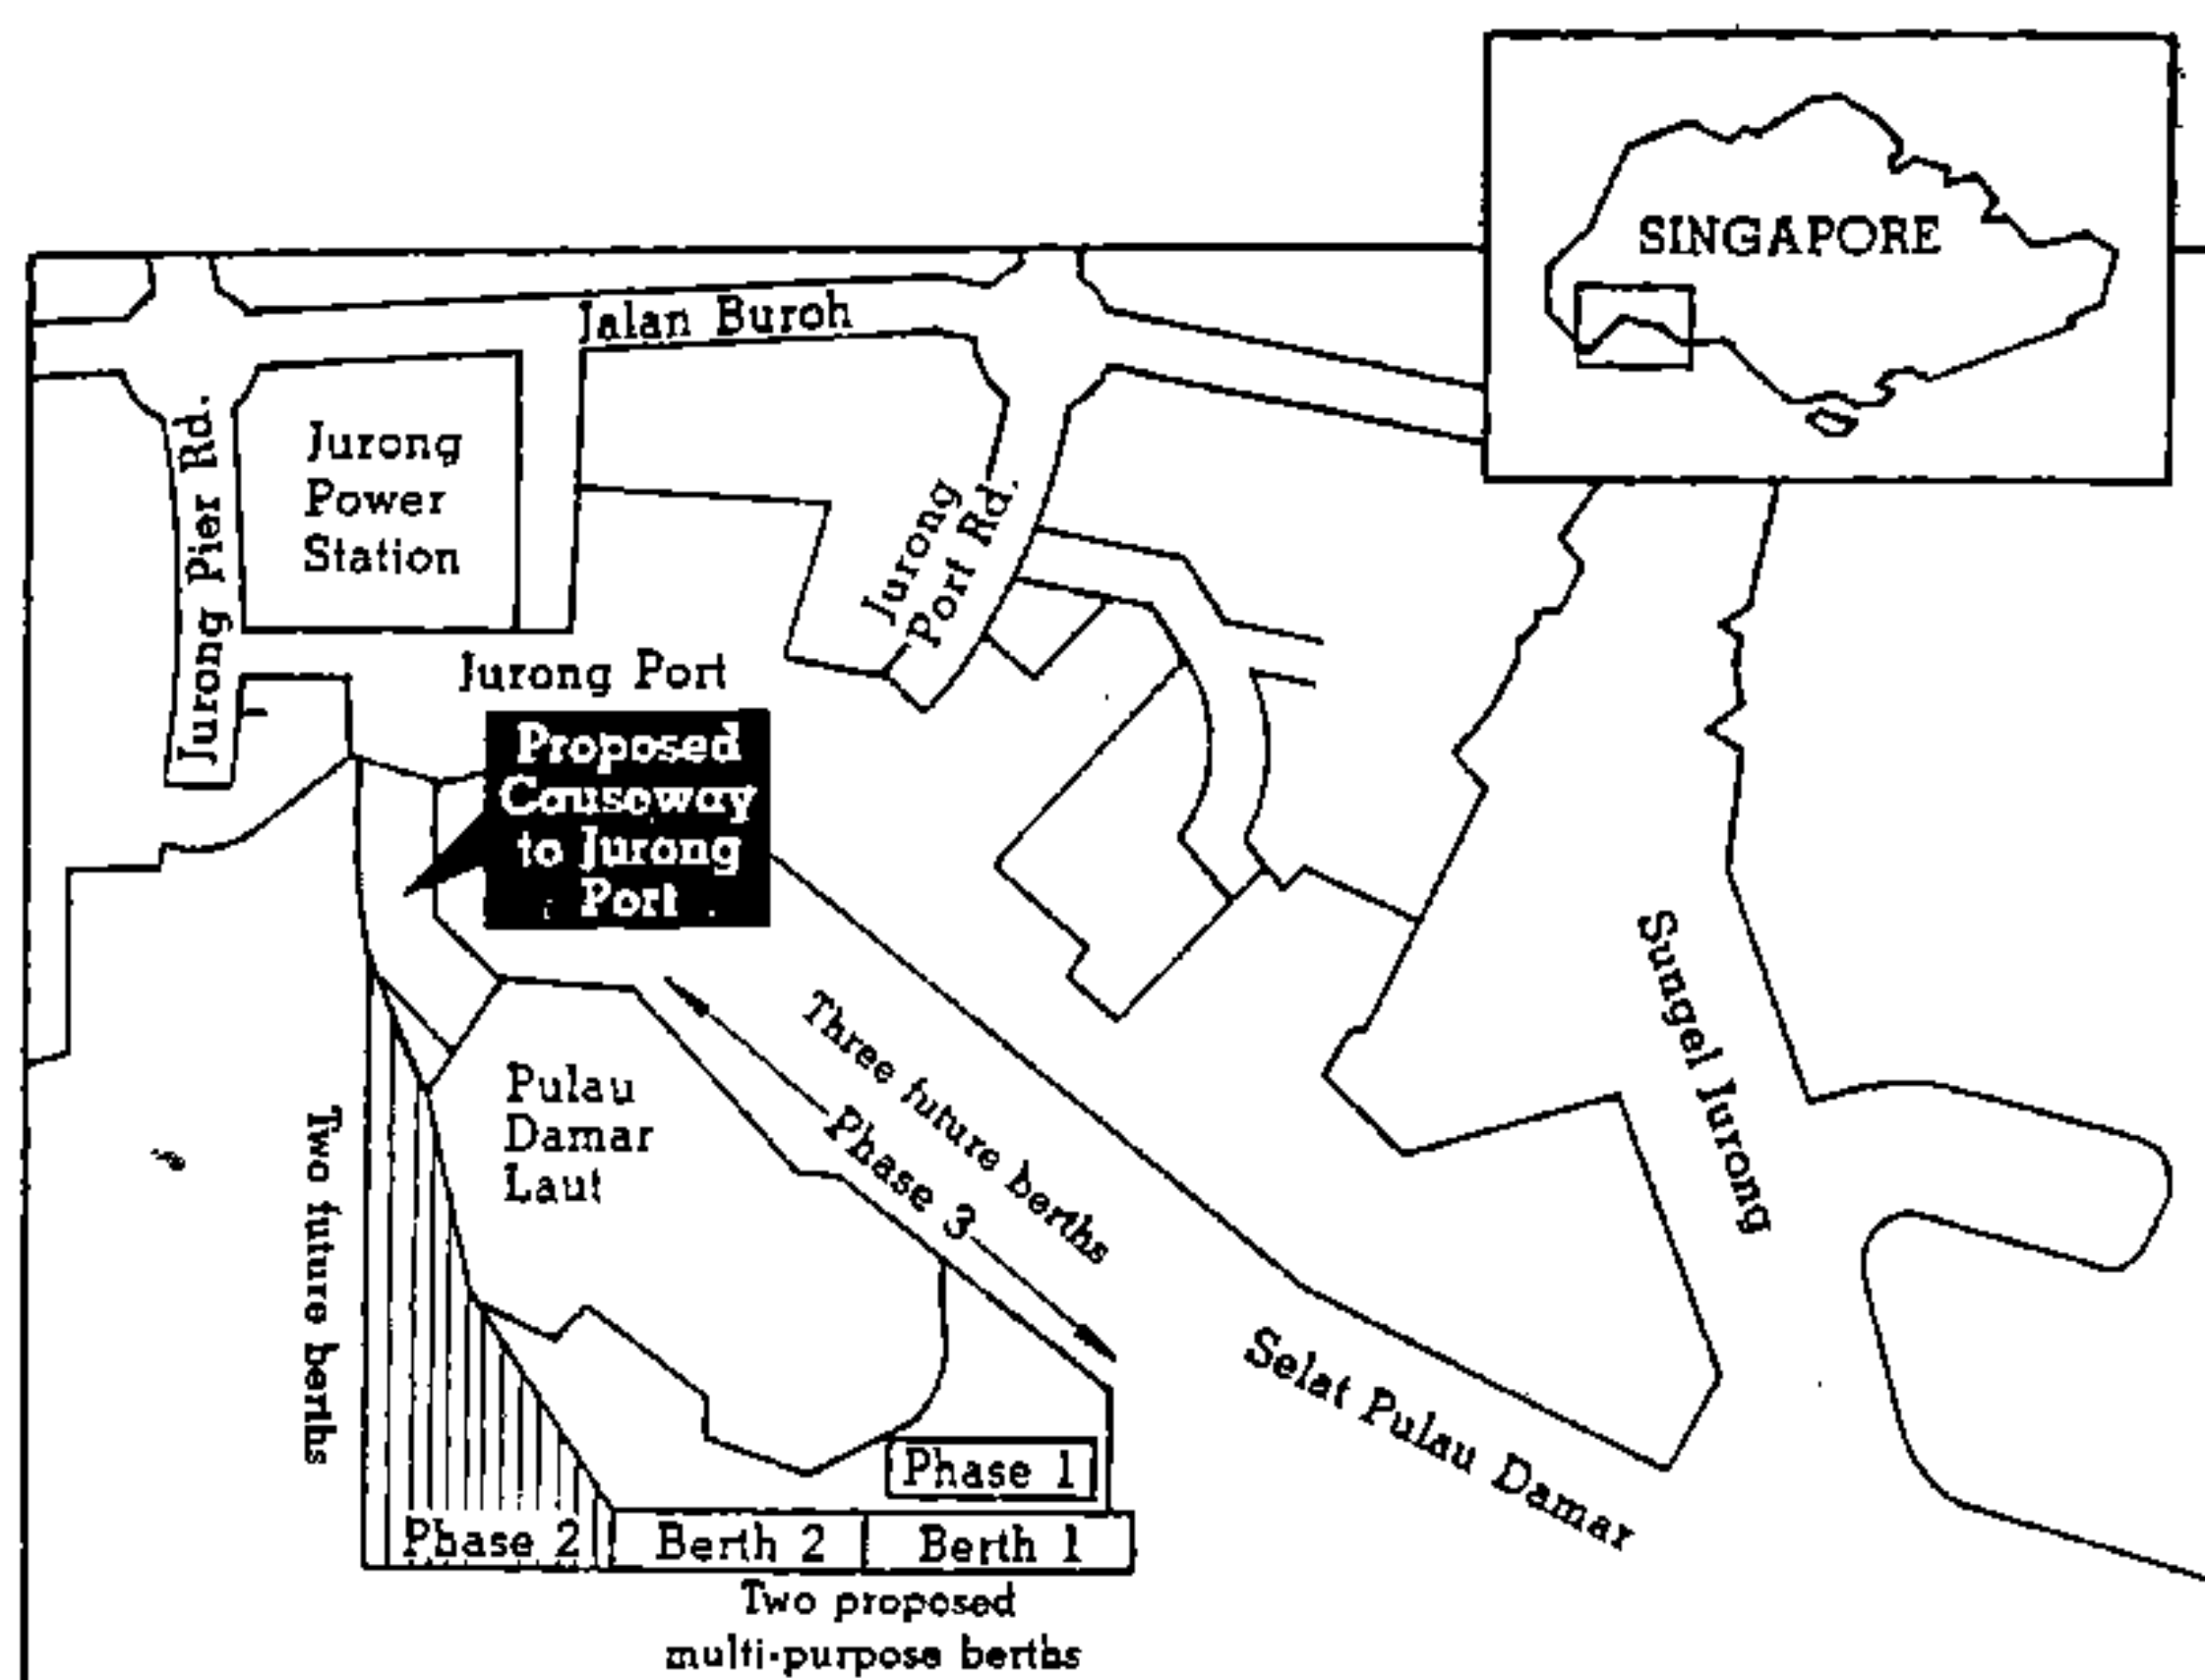 SINGAPORE
Jalan Buroh
Jurong Pier Rd.
Jurong
Power
Station
Jurong
Port Rd.
Jurong Port
Proposed
Causeway
to Jurong
Port
Sungei Jurong
Three future berths
Phase 3
Pulau
Damar
Laut
Two future berths
Selat Pulau Damar
Phase 1
Phase 2
Berth 2
Berth 1
Two proposed
multi-purpose berths